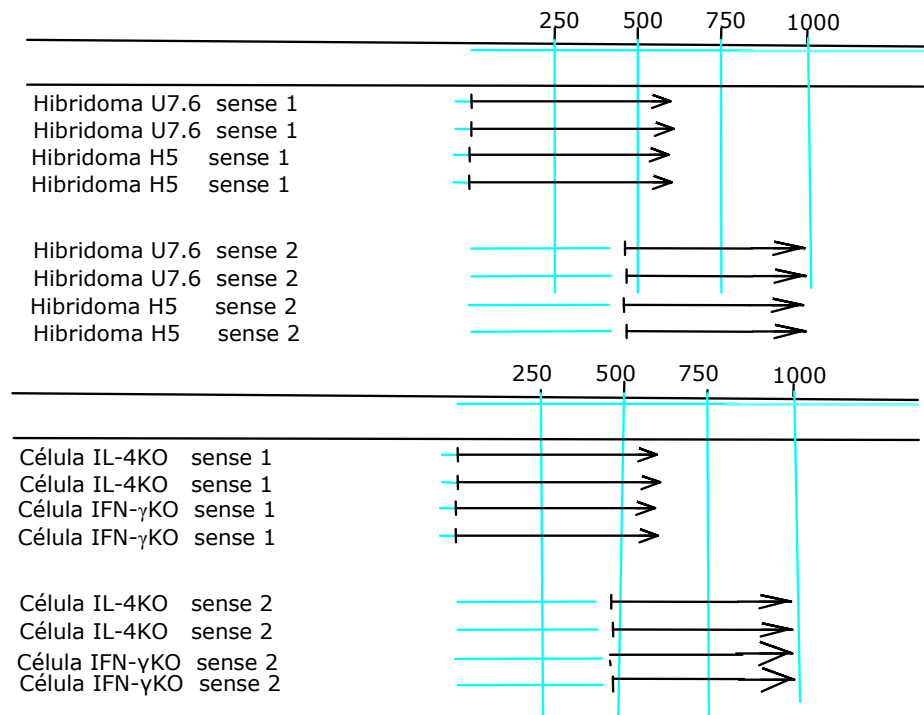 250 500 750 1000
Hibridoma U7.6 sense 1
Hibridoma U7.6 sense 1
Hibridoma H5 sense 1
Hibridoma H5 sense 1
Hibridoma U7.6 sense 2
Hibridoma U7.6 sense 2
Hibridoma H5 sense 2
Hibridoma H5 sense 2
250 500 750 1000
Célula IL-4KO sense 1
Célula IL-4KO sense 1
Célula IFN-γKO sense 1
Célula IFN-γKO sense 1
Célula IL-4KO sense 2
Célula IL-4KO sense 2
Célula IFN-γKO sense 2
Célula IFN-γKO sense 2